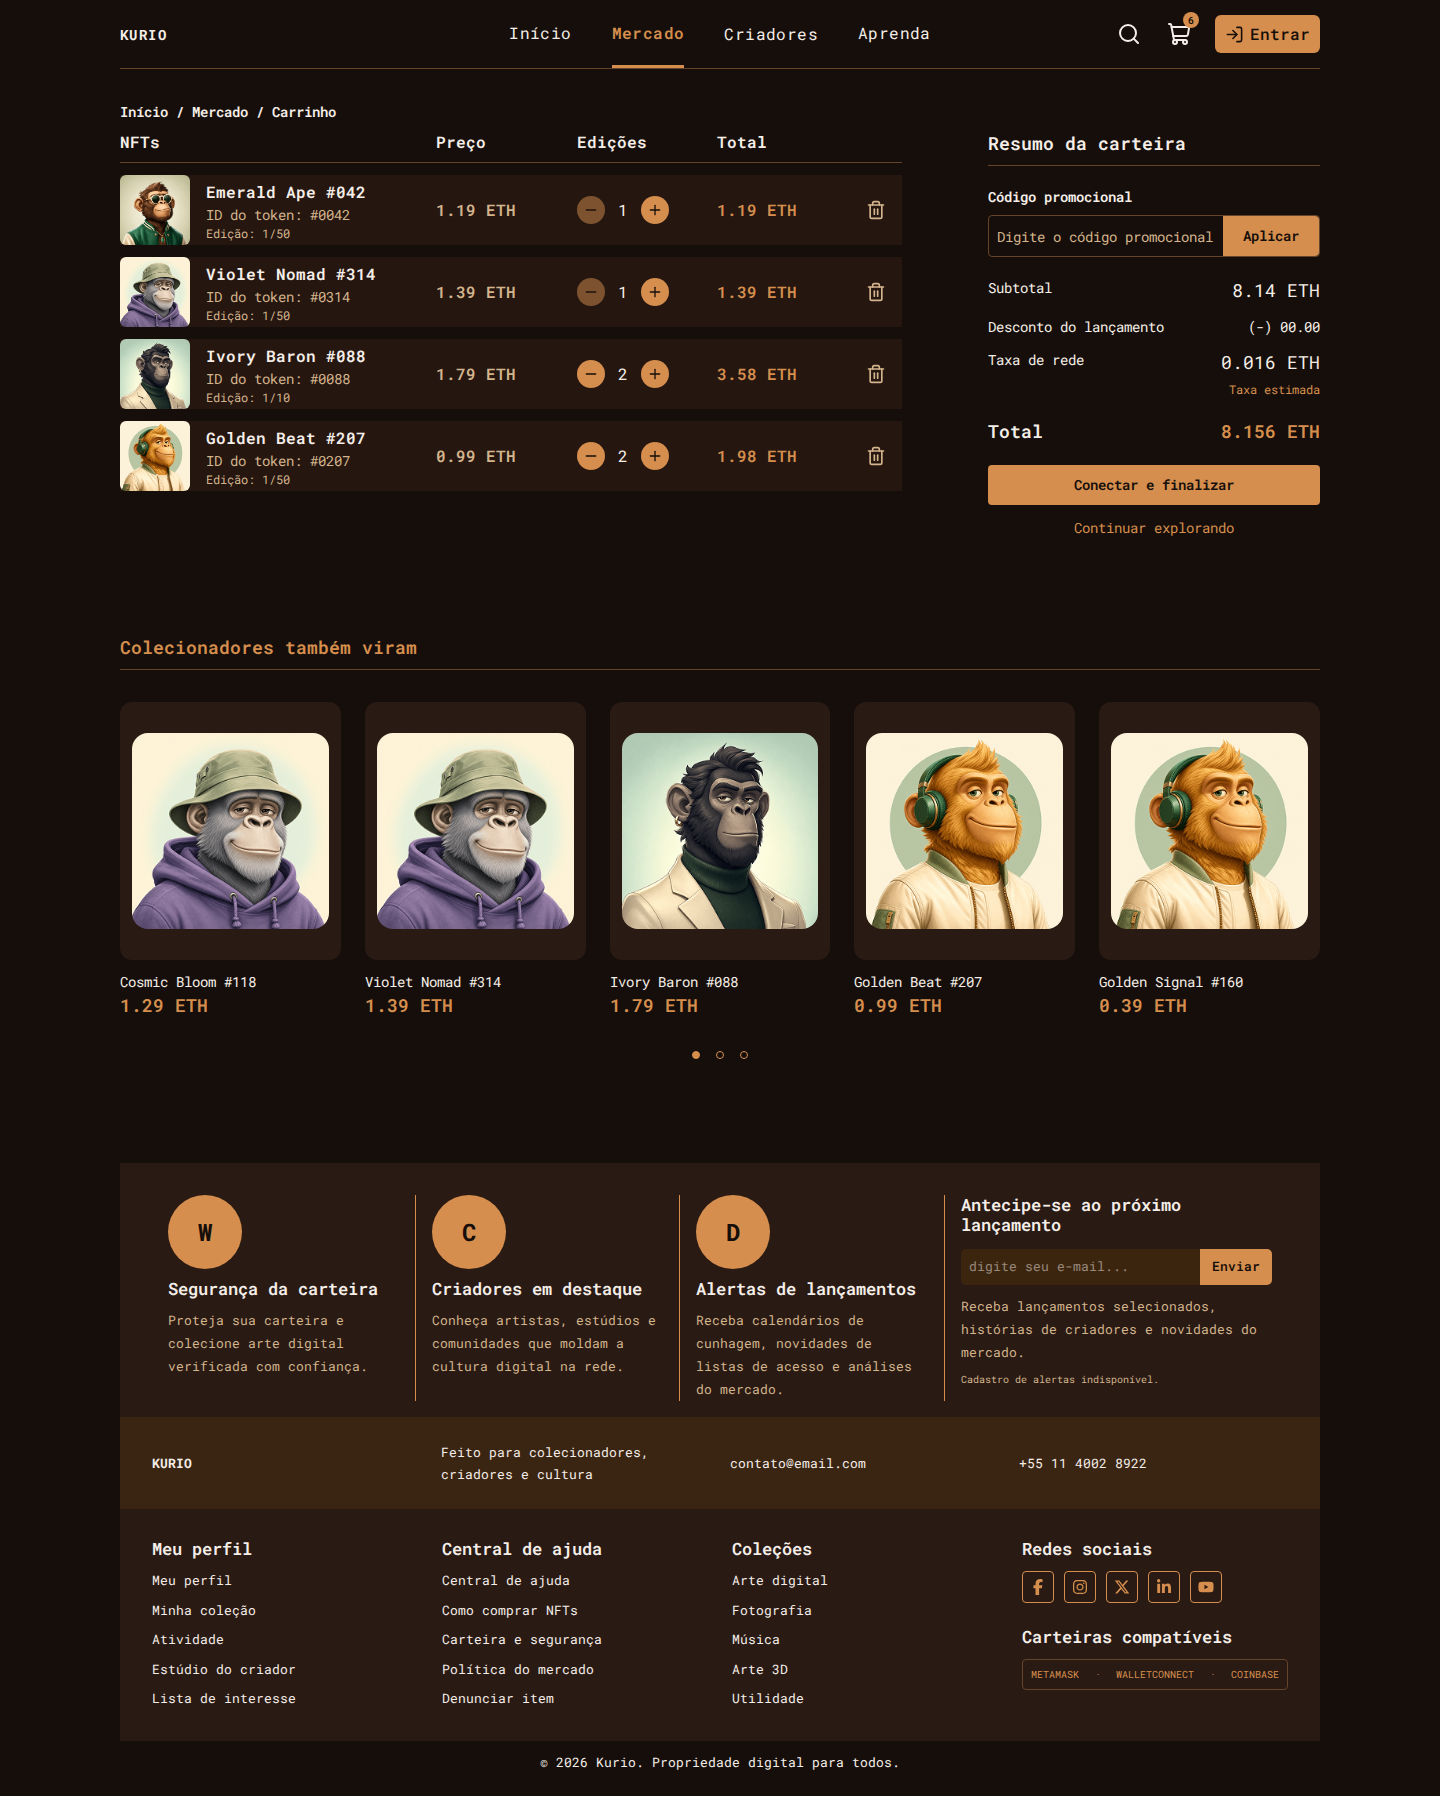 KURIO
Início
Mercado
Criadores
Aprenda
6
Entrar
Início / Mercado / Carrinho
NFTs
Preço
Edições
Total
Emerald Ape #042
ID do token: #0042
Edição: 1/50
1.19 ETH
1
1.19 ETH
Violet Nomad #314
ID do token: #0314
Edição: 1/50
1.39 ETH
1
1.39 ETH
Ivory Baron #088
ID do token: #0088
Edição: 1/10
1.79 ETH
2
3.58 ETH
Golden Beat #207
ID do token: #0207
Edição: 1/50
0.99 ETH
2
1.98 ETH
Resumo da carteira
Código promocional
Digite o código promocional
Aplicar
Subtotal
8.14 ETH
Desconto do lançamento
(-) 00.00
Taxa de rede
0.016 ETH
Taxa estimada
Total
8.156 ETH
Conectar e finalizar
Continuar explorando
Colecionadores também viram
Cosmic Bloom #118
1.29 ETH
Violet Nomad #314
1.39 ETH
Ivory Baron #088
1.79 ETH
Golden Beat #207
0.99 ETH
Golden Signal #160
0.39 ETH
W
Segurança da carteira
Proteja sua carteira e
colecione arte digital
verificada com confiança.
C
Criadores em destaque
Conheça artistas, estúdios e
comunidades que moldam a
cultura digital na rede.
D
Alertas de lançamentos
Receba calendários de
cunhagem, novidades de
listas de acesso e análises
do mercado.
Antecipe-se ao próximo
lançamento
digite seu e-mail...
Enviar
Receba lançamentos selecionados,
histórias de criadores e novidades do
mercado.
Cadastro de alertas indisponível.
KURIO
Feito para colecionadores,
criadores e cultura
contato@email.com
+55 11 4002 8922
Meu perfil
Meu perfil
Minha coleção
Atividade
Estúdio do criador
Lista de interesse
Central de ajuda
Central de ajuda
Como comprar NFTs
Carteira e segurança
Política do mercado
Denunciar item
Coleções
Arte digital
Fotografia
Música
Arte 3D
Utilidade
Redes sociais
Carteiras compatíveis
METAMASK · WALLETCONNECT · COINBASE
© 2026 Kurio. Propriedade digital para todos.